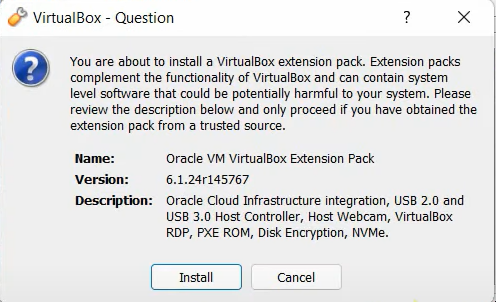 VirtualBox - Question
You are about to install a VirtualBox extension pack. Extension packs
complement the functionality of VirtualBox and can contain system
level software that could be potentially harmful to your system. Please
review the description below and only proceed if you have obtained the
extension pack from a trusted source.
Name: Oracle VM VirtualBox Extension Pack
Version: 6.1.24r145767
Description: Oracle Cloud Infrastructure integration, USB 2.0 and
USB 3.0 Host Controller, Host Webcam, VirtualBox
RDP, PXE ROM, Disk Encryption, NVMe.
Install Cancel